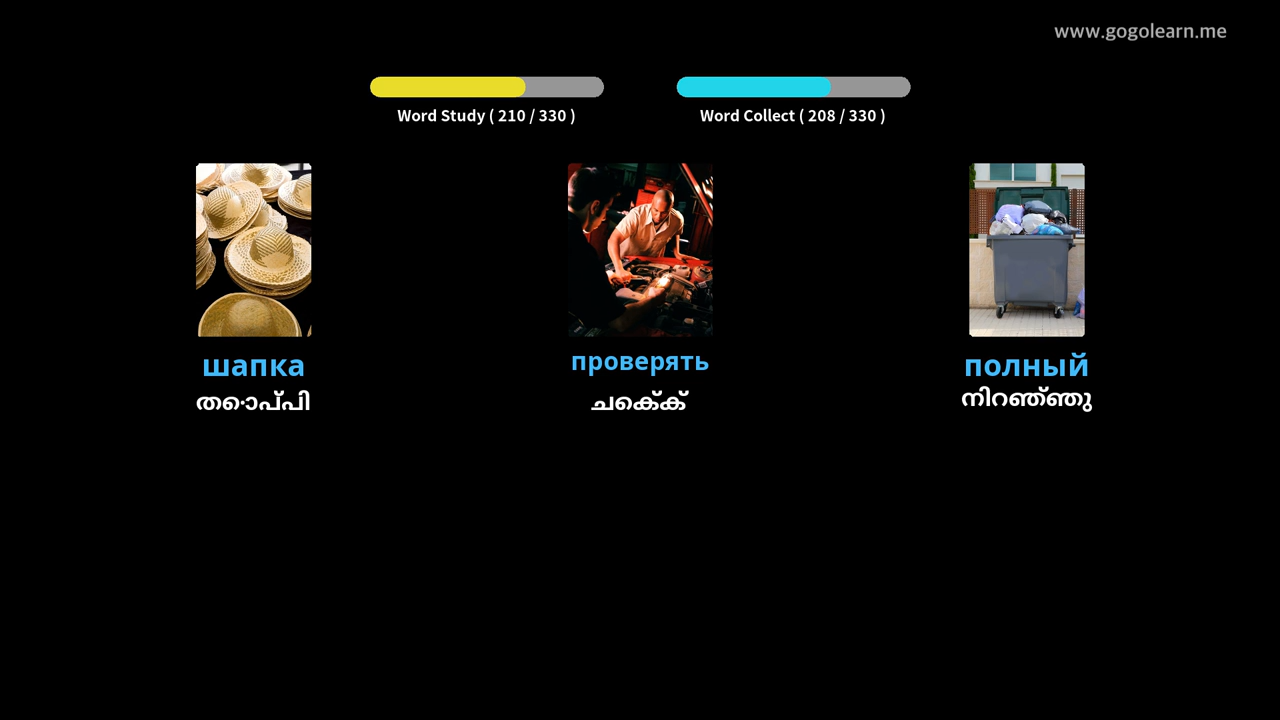 www.gogolearn.me
Word Study ( 210 / 330 )
Word Collect ( 208 / 330 )
шапка
проверять
полный
തൊപ്പി
ചെക്ക്
നിറഞ്ഞു